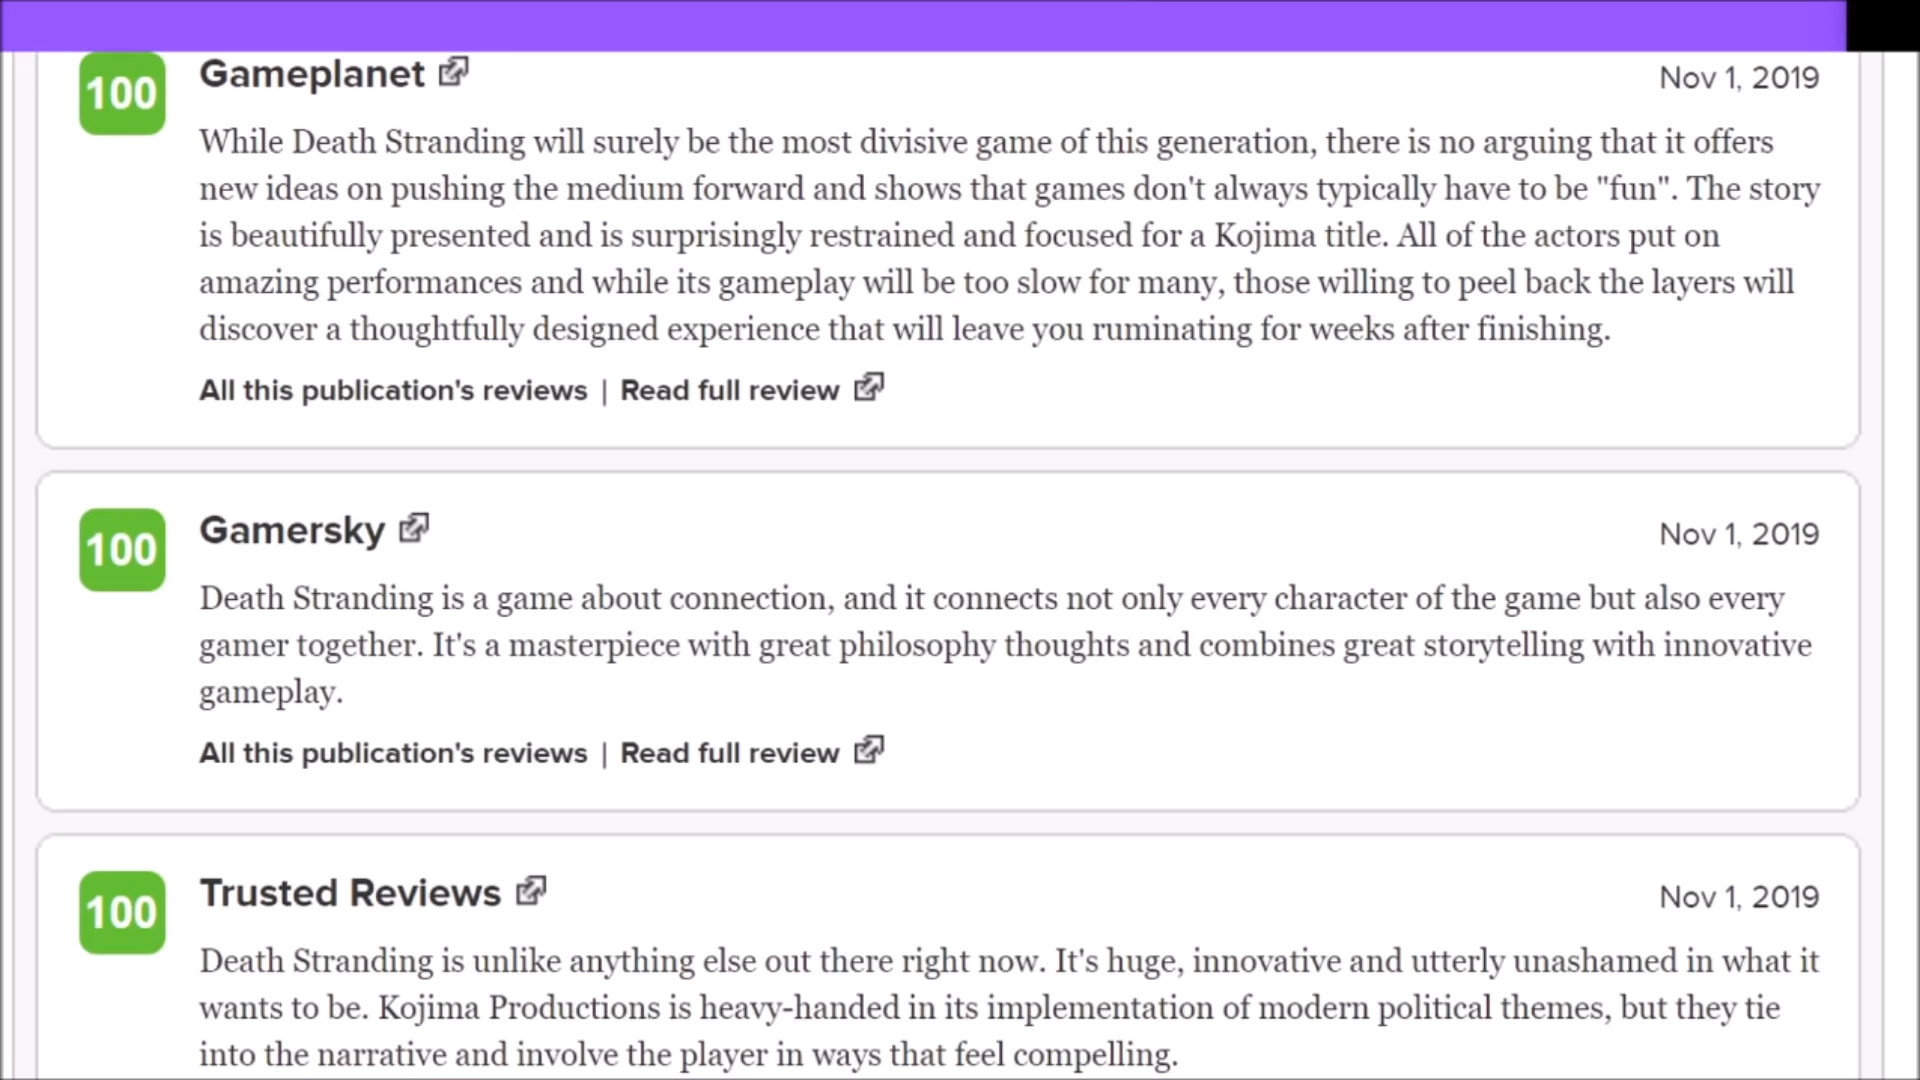 100
Gameplanet
Nov 1, 2019
While Death Stranding will surely be the most divisive game of this generation, there is no arguing that it offers
new ideas on pushing the medium forward and shows that games don't always typically have to be "fun". The story
is beautifully presented and is surprisingly restrained and focused for a Kojima title. All of the actors put on
amazing performances and while its gameplay will be too slow for many, those willing to peel back the layers will
discover a thoughtfully designed experience that will leave you ruminating for weeks after finishing.
All this publication's reviews | Read full review
100
Gamersky
Nov 1, 2019
Death Stranding is a game about connection, and it connects not only every character of the game but also every
gamer together. It's a masterpiece with great philosophy thoughts and combines great storytelling with innovative
gameplay.
All this publication's reviews | Read full review
100
Trusted Reviews
Nov 1, 2019
Death Stranding is unlike anything else out there right now. It's huge, innovative and utterly unashamed in what it
wants to be. Kojima Productions is heavy-handed in its implementation of modern political themes, but they tie
into the narrative and involve the player in ways that feel compelling.